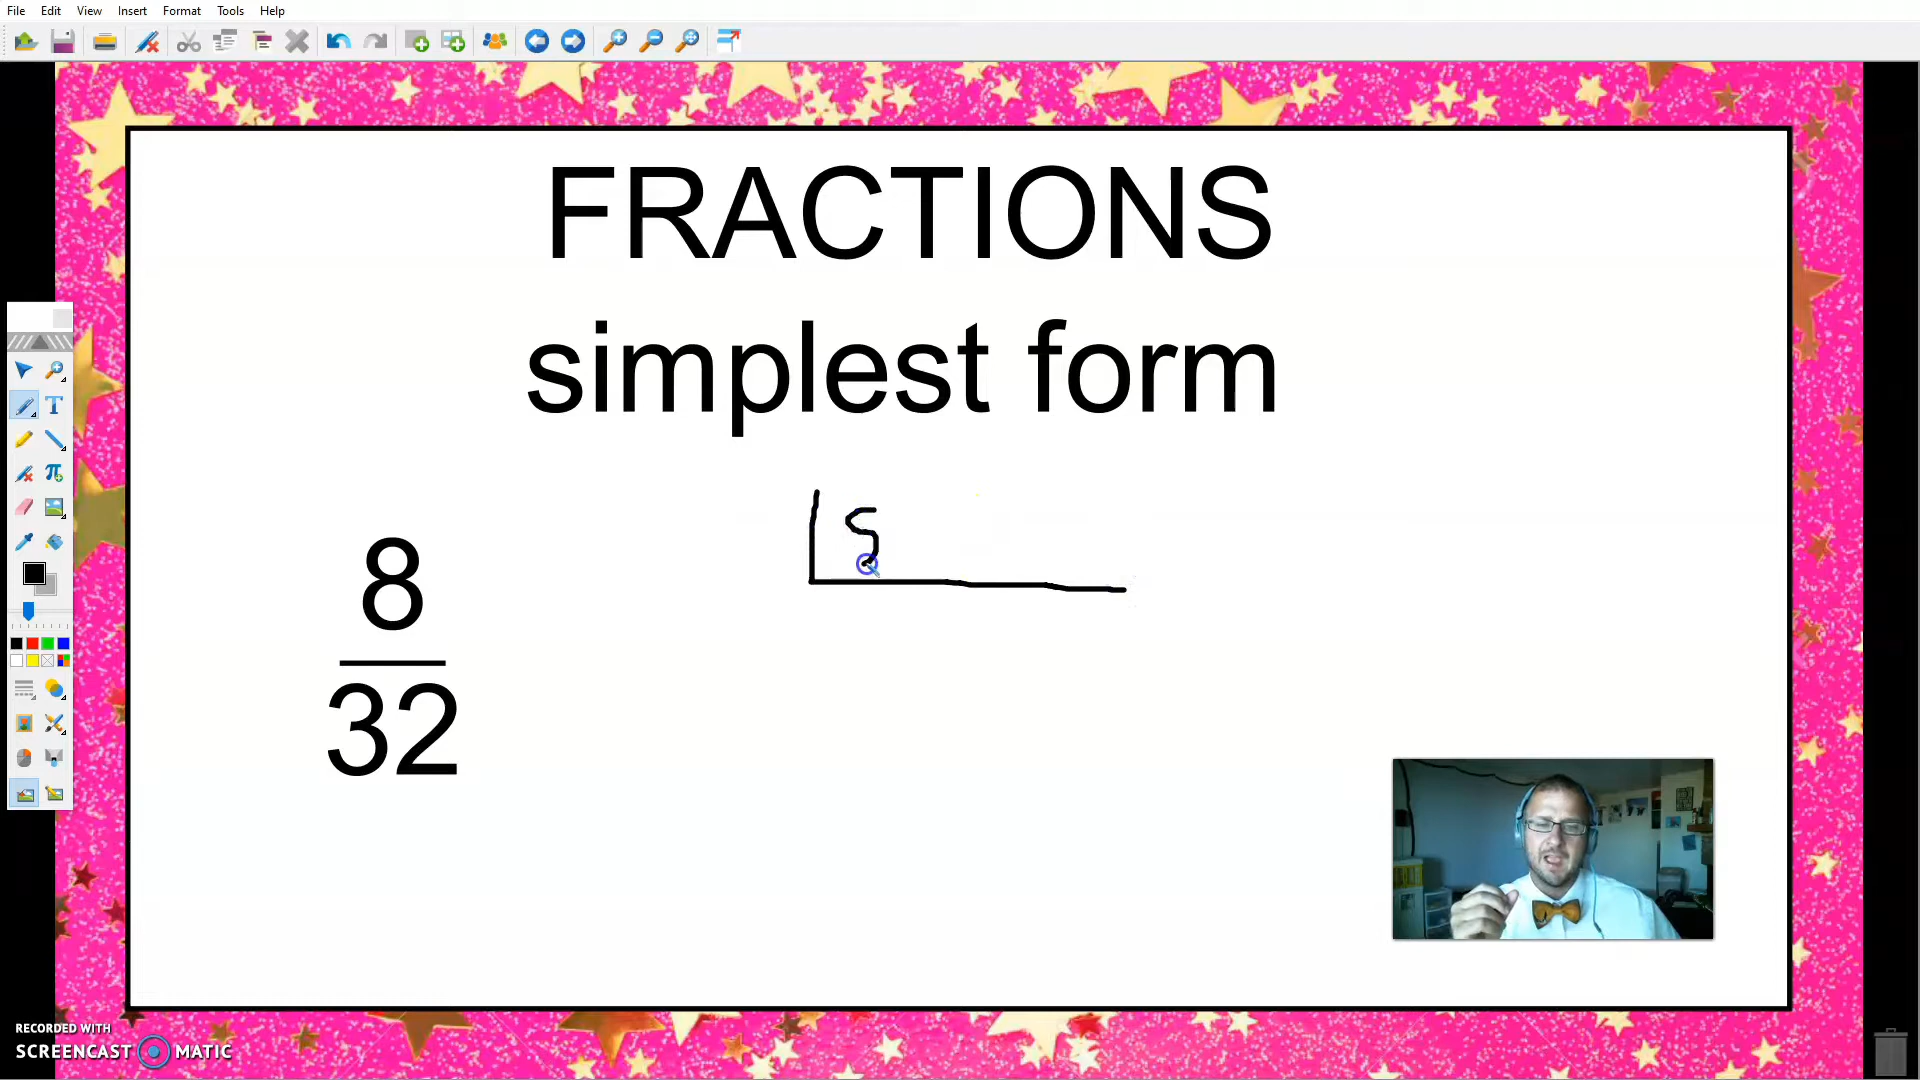 File Edit View Insert Format Tools Help
FRACTIONS
simplest form
8
32
RECORDED WITH
SCREENCAST MATIC